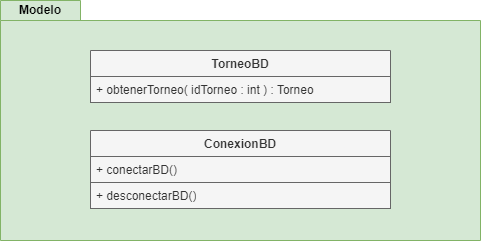 Modelo
TorneoBD
+ obtenerTorneo( idTorneo : int ) : Torneo
ConexionBD
+ conectarBD()
+ desconectarBD()